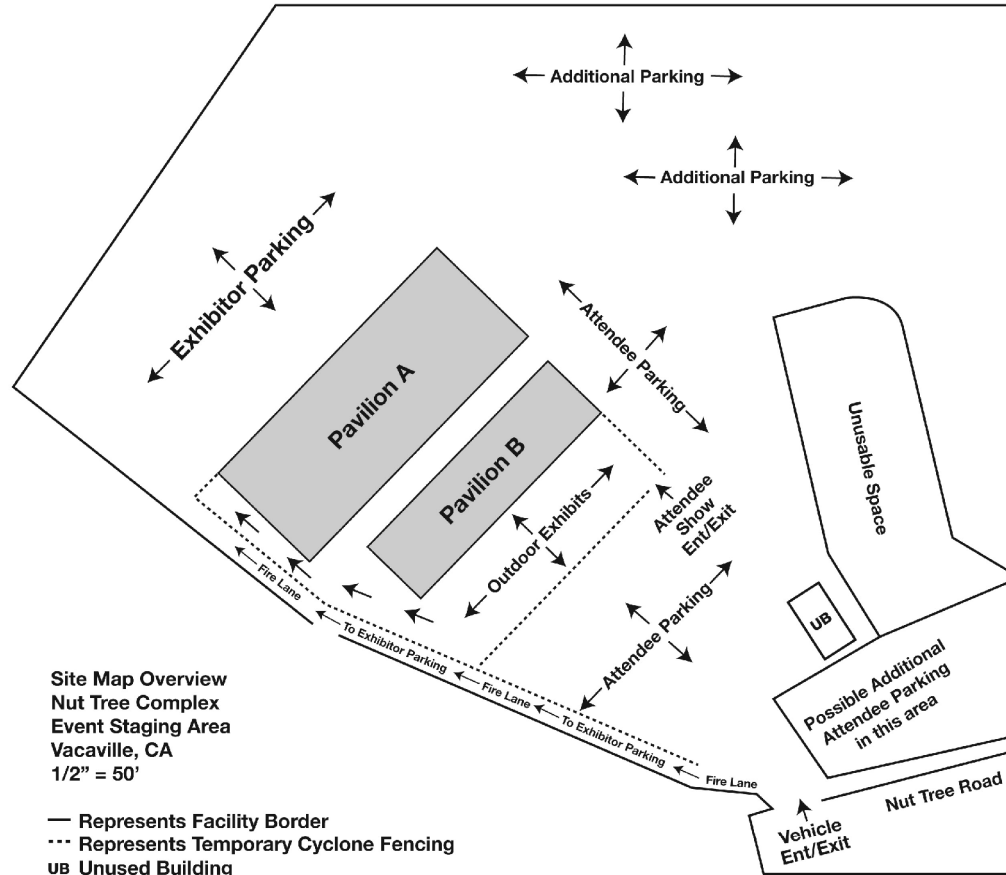 Additional Parking
Additional Parking
Exhibitor Parking
Attendee Parking
Pavilion A
Pavilion B
Outdoor Exhibits
Attendee
Show
Ent/Exit
Unusable Space
Attendee Parking
UB
Possible Additional
Attendee Parking
in this area
Fire Lane
To Exhibitor Parking
Fire Lane
To Exhibitor Parking
Fire Lane
Nut Tree Road
Vehicle
Ent/Exit
Site Map Overview
Nut Tree Complex
Event Staging Area
Vacaville, CA
1/2” = 50’
Represents Facility Border
Represents Temporary Cyclone Fencing
UB Unused Building